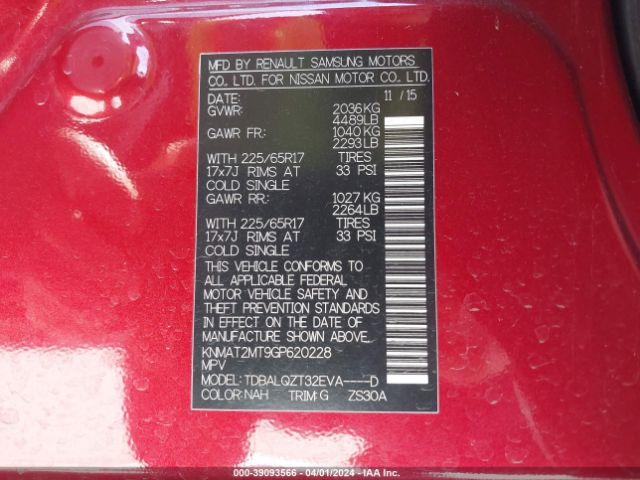 MFD BY RENAULT SAMSUNG MOTORS
CO. LTD. FOR NISSAN MOTOR CO., LTD.
DATE: 11 / 15
GVWR: 2036 KG
4489LB
GAWR FR: 1040 KG
2293LB
WITH 225/65R17 TIRES
17x7J RIMS AT 33 PSI
COLD SINGLE
GAWR RR: 1027 KG
2264LB
WITH 225/65R17 TIRES
17x7J RIMS AT 33 PSI
COLD SINGLE
THIS VEHICLE CONFORMS TO
ALL APPLICABLE FEDERAL
MOTOR VEHICLE SAFETY AND
THEFT PREVENTION STANDARDS
IN EFFECT ON THE DATE OF
MANUFACTURE SHOWN ABOVE.
KNMAT2MT9GP620228
MPV
MODEL: TDBALQZT32EVA----D
COLOR: NAH TRIM: G ZS30A
000-39093566 - 04/01/2024 - IAA Inc.